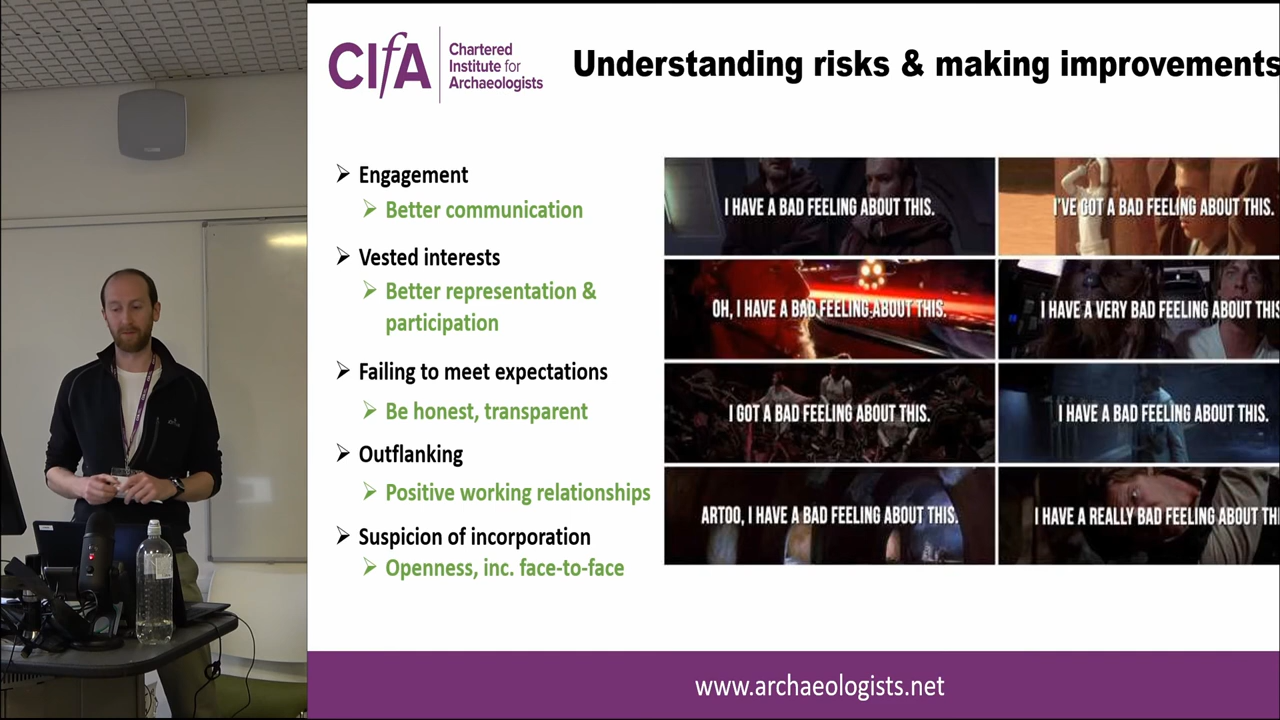 CIfA
Chartered
Institute for
Archaeologists
Understanding risks & making improvements
Engagement
Better communication
Vested interests
Better representation &
participation
Failing to meet expectations
Be honest, transparent
Outflanking
Positive working relationships
Suspicion of incorporation
Openness, inc. face-to-face
I HAVE A BAD FEELING ABOUT THIS.
I'VE GOT A BAD FEELING ABOUT THIS.
OH, I HAVE A BAD FEELING ABOUT THIS.
I HAVE A VERY BAD FEELING ABOUT THIS
I GOT A BAD FEELING ABOUT THIS.
I HAVE A BAD FEELING ABOUT THIS.
ARTOO, I HAVE A BAD FEELING ABOUT THIS.
I HAVE A REALLY BAD FEELING ABOUT THI
www.archaeologists.net